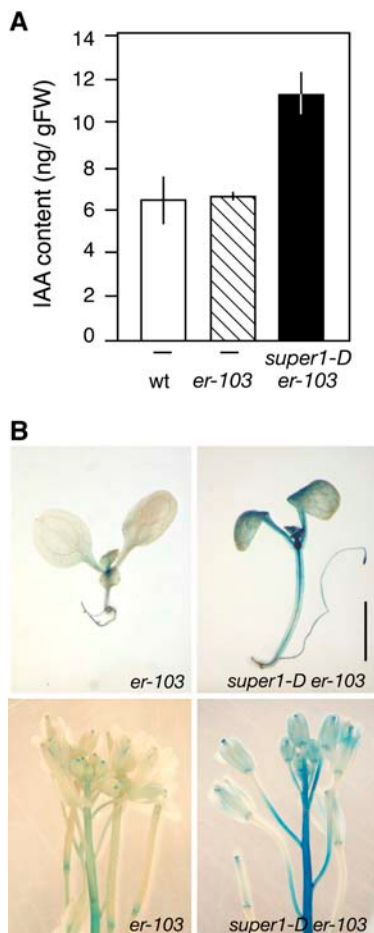 A
IAA content (ng/ gFW)
14
12
10
8
6
4
2
0
wt
er-103
super1-D
er-103
B
er-103
super1-D er-103
er-103
super1-D er-103